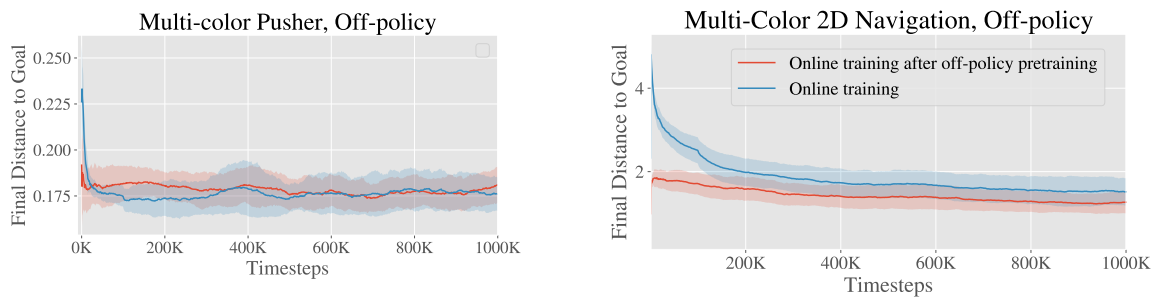 Multi-color Pusher, Off-policy
Final Distance to Goal
0.250
0.225
0.200
0.175
0K
200K
400K
600K
800K
1000K
Timesteps
Multi-Color 2D Navigation, Off-policy
Final Distance to Goal
4
2
Online training after off-policy pretraining
Online training
200K
400K
600K
800K
1000K
Timesteps